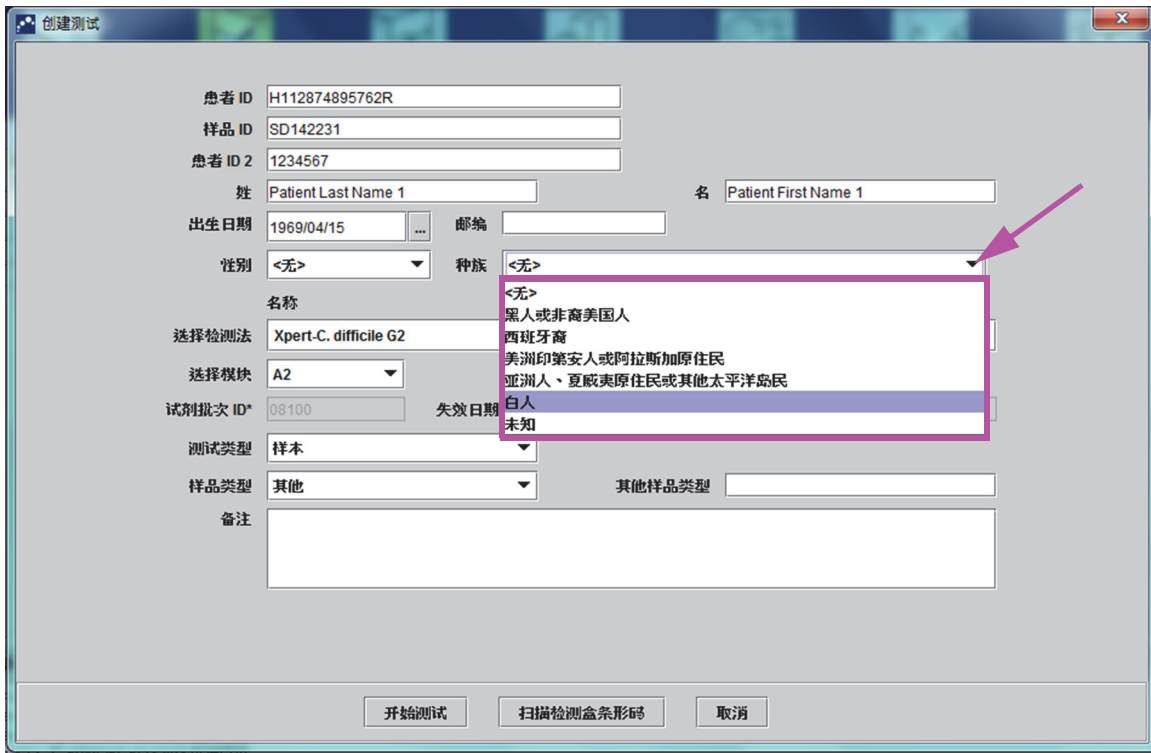 创建测试
患者 ID H112874895762R
样品 ID SD142231
患者 ID 2 1234567
姓 Patient Last Name 1 名 Patient First Name 1
出生日期 1969/04/15 ... 邮编
性别 <无> 种族 <无>
<无>
黑人或非裔美国人
西班牙裔
美洲印第安人或阿拉斯加原住民
亚洲人、夏威夷原住民或其他太平洋岛民
白人
未知
名称
选择检测法 Xpert-C. difficile G2
选择模块 A2
试剂批次 ID* 08100 失效日期
测试类型 样本
样品类型 其他 其他样品类型
备注
开始测试 扫描检测盒条形码 取消